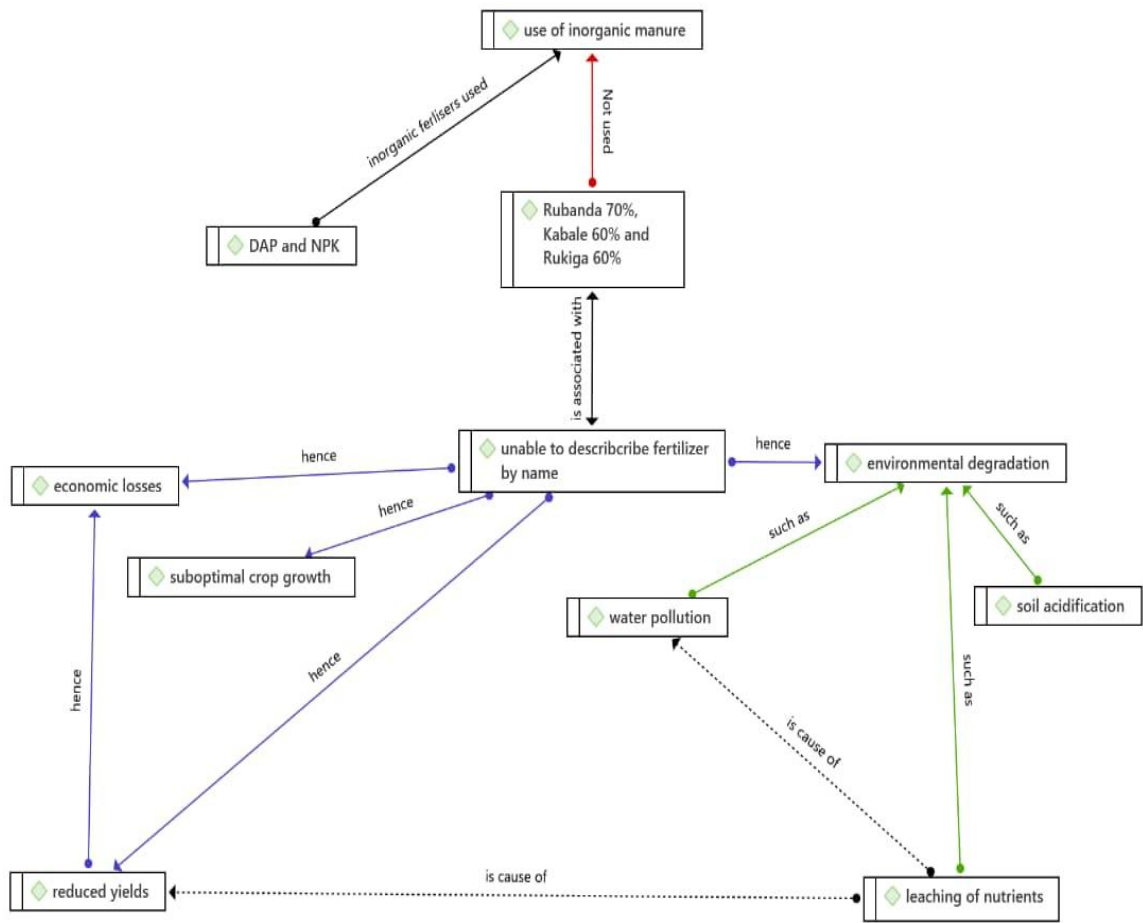 use of inorganic manure
inorganic ferlisers used
Not used
Rubanda 70%,
Kabale 60% and
Rukiga 60%
DAP and NPK
is associated with
unable to describcribe fertilizer
by name
hence
hence
environmental degradation
economic losses
hence
such as
such as
suboptimal crop growth
water pollution
soil acidification
hence
hence
such as
is cause of
is cause of
reduced yields
leaching of nutrients